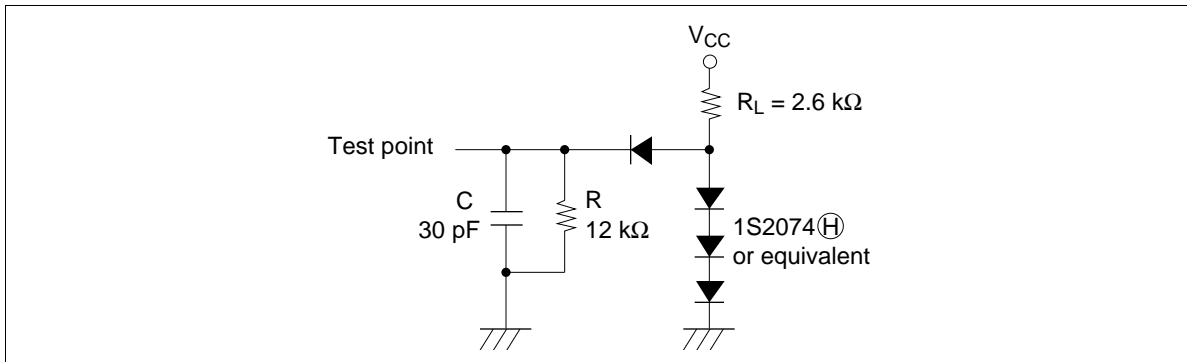 VCC
RL = 2.6 kΩ
Test point
C
30 pF
R
12 kΩ
1S2074Ⓗ
or equivalent